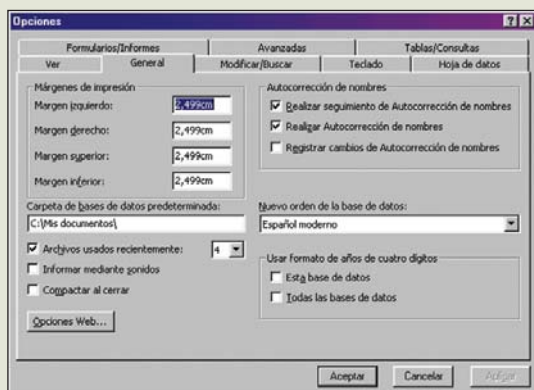 Opciones
Formularios/Informes Avanzadas Tablas/Consultas
Ver General Modificar/Buscar Teclado Hoja de datos
Márgenes de impresión
Margen izquierdo: 2,499cm
Margen derecho: 2,499cm
Margen superior: 2,499cm
Margen inferior: 2,499cm
Autocorrección de nombres
Realizar seguimiento de Autocorrección de nombres
Realizar Autocorrección de nombres
Registrar cambios de Autocorrección de nombres
Carpeta de bases de datos predeterminada:
C:\Mis documentos\
Nuevo orden de la base de datos:
Español moderno
Archivos usados recientemente: 4
Informar mediante sonidos
Compactar al cerrar
Usar formato de años de cuatro dígitos
Esta base de datos
Todas las bases de datos
Opciones Web...
Aceptar Cancelar Aplicar